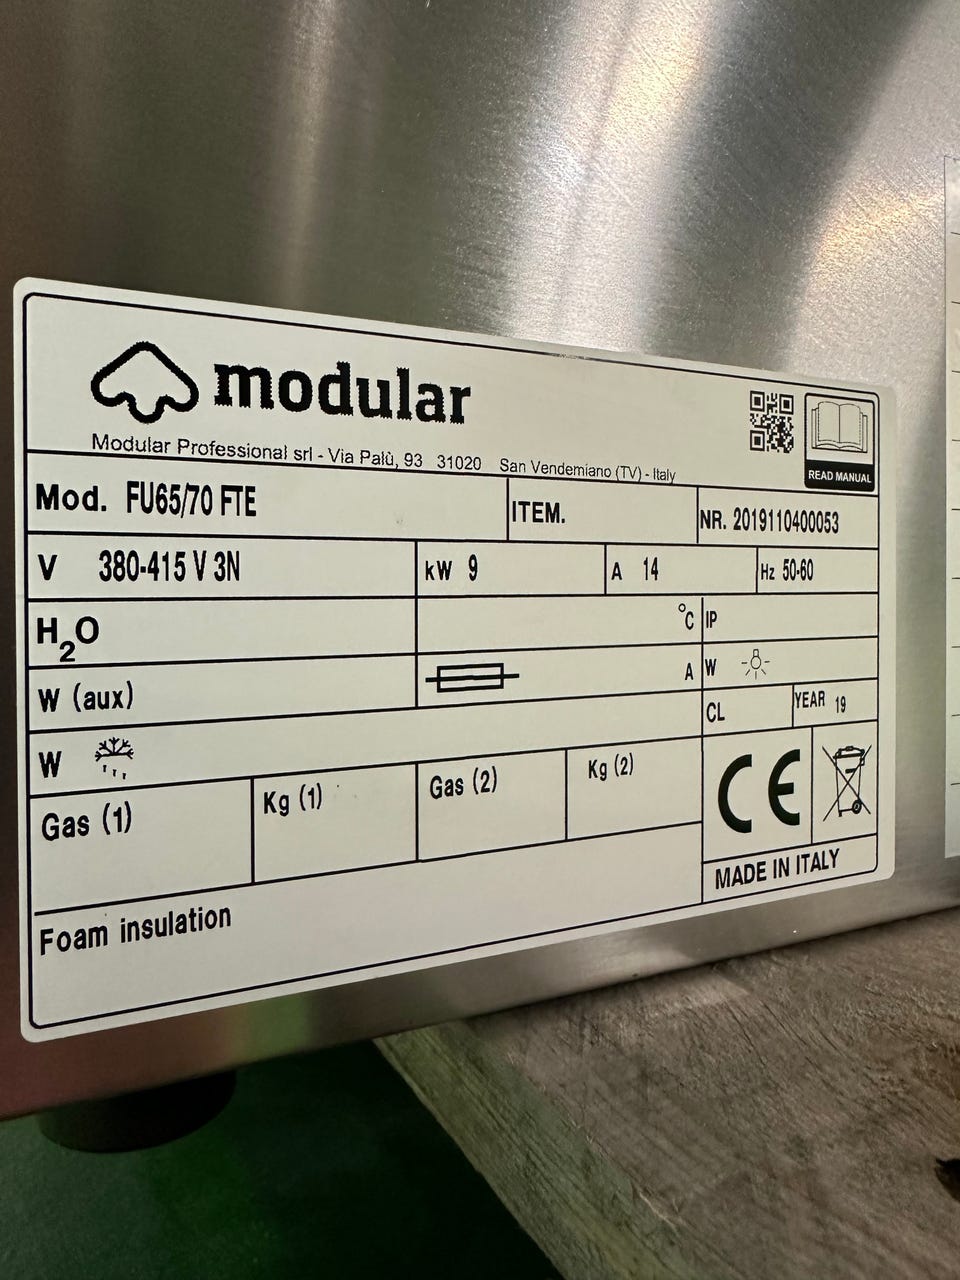 modular
Modular Professional srl - Via Palù, 93 31020 San Vendemiano (TV) - Italy
READ MANUAL
Mod. FU65/70 FTE ITEM. NR. 2019110400053
V 380-415 V 3N kW 9 A 14 Hz 50-60
H₂O °C IP
W (aux) A W
CL YEAR 19
W
Gas (1) Kg (1) Gas (2) Kg (2)
CE
MADE IN ITALY
Foam insulation